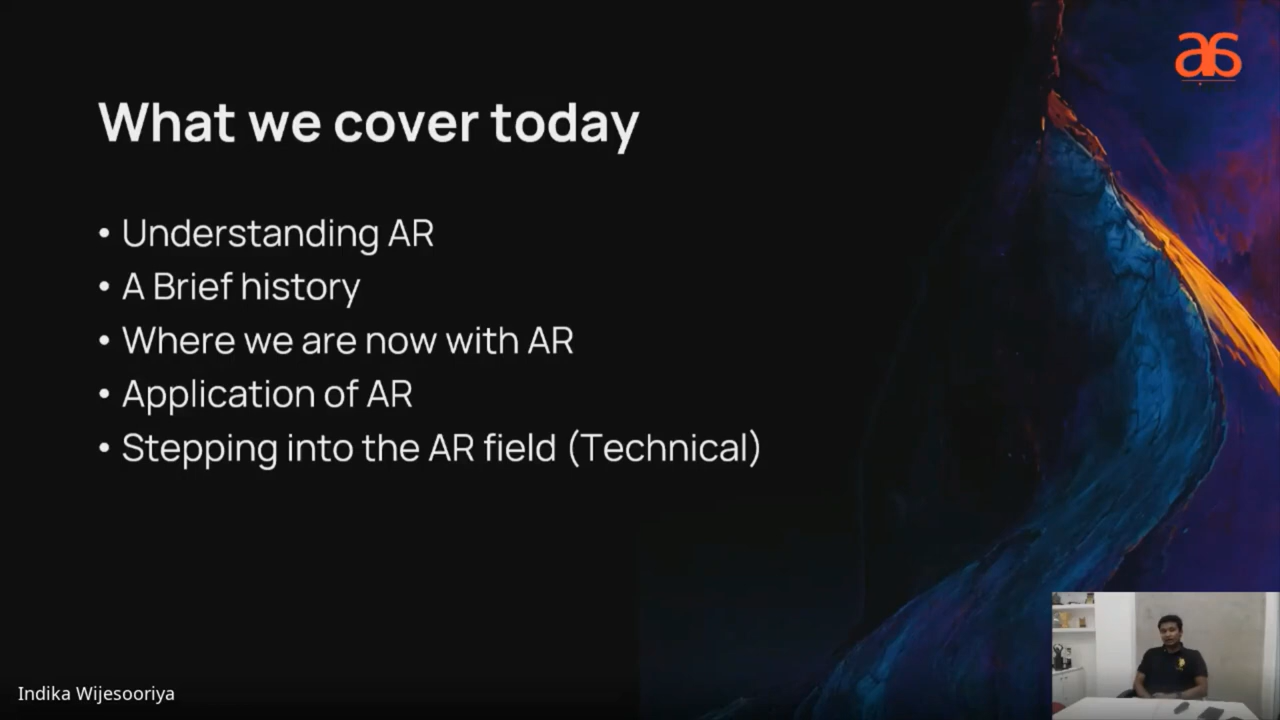 What we cover today
• Understanding AR
• A Brief history
• Where we are now with AR
• Application of AR
• Stepping into the AR field (Technical)
Indika Wijesooriya